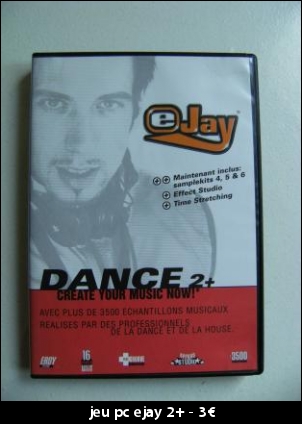 eJay
Maintenant inclus:
samplekits 4, 5 & 6
Effect Studio
Time Stretching
DANCE 2+
CREATE YOUR MUSIC NOW!
AVEC PLUS DE 3500 ECHANTILLONS MUSICAUX
REALISES PAR DES PROFESSIONNELS
DE LA DANCE ET DE LA HOUSE.
16
3500
jeu pc ejay 2+ - 3€